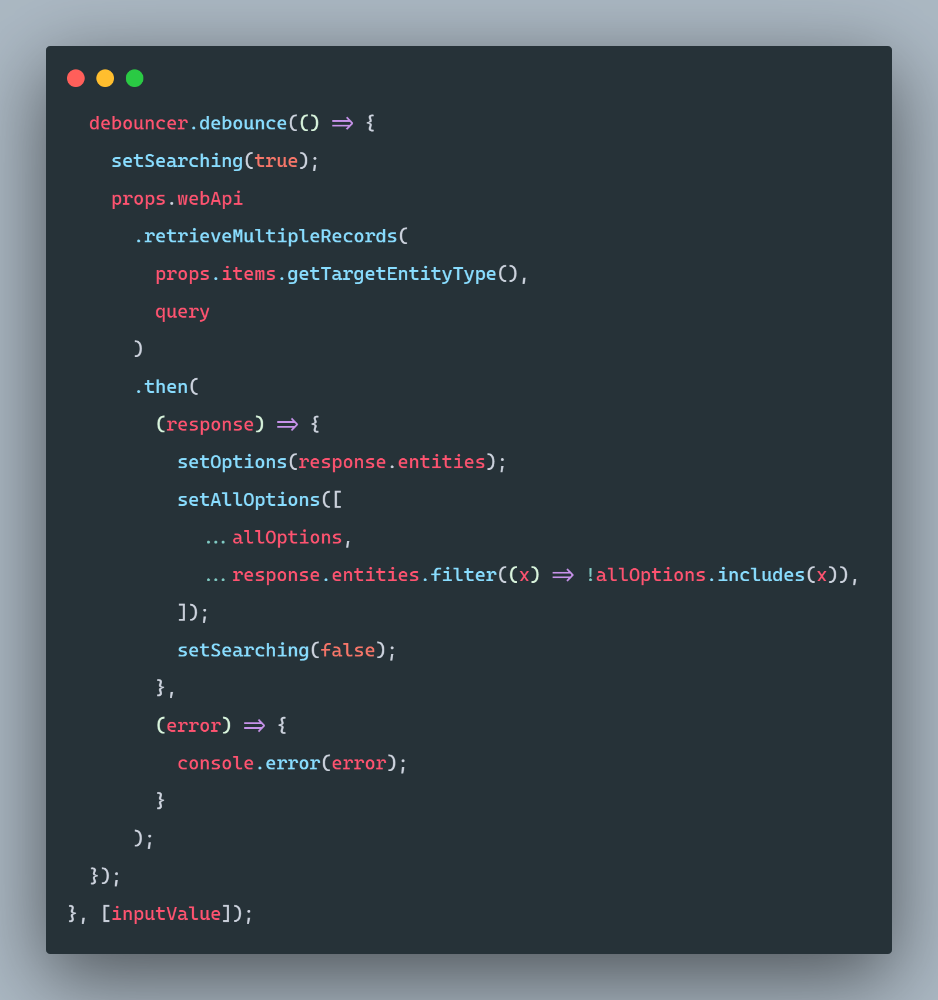 debouncer.debounce(() => {
setSearching(true);
props.webApi
.retrieveMultipleRecords(
props.items.getTargetEntityType(),
query
)
.then(
(response) => {
setOptions(response.entities);
setAllOptions([
...allOptions,
...response.entities.filter((x) => !allOptions.includes(x)),
]);
setSearching(false);
},
(error) => {
console.error(error);
}
);
});
}, [inputValue]);